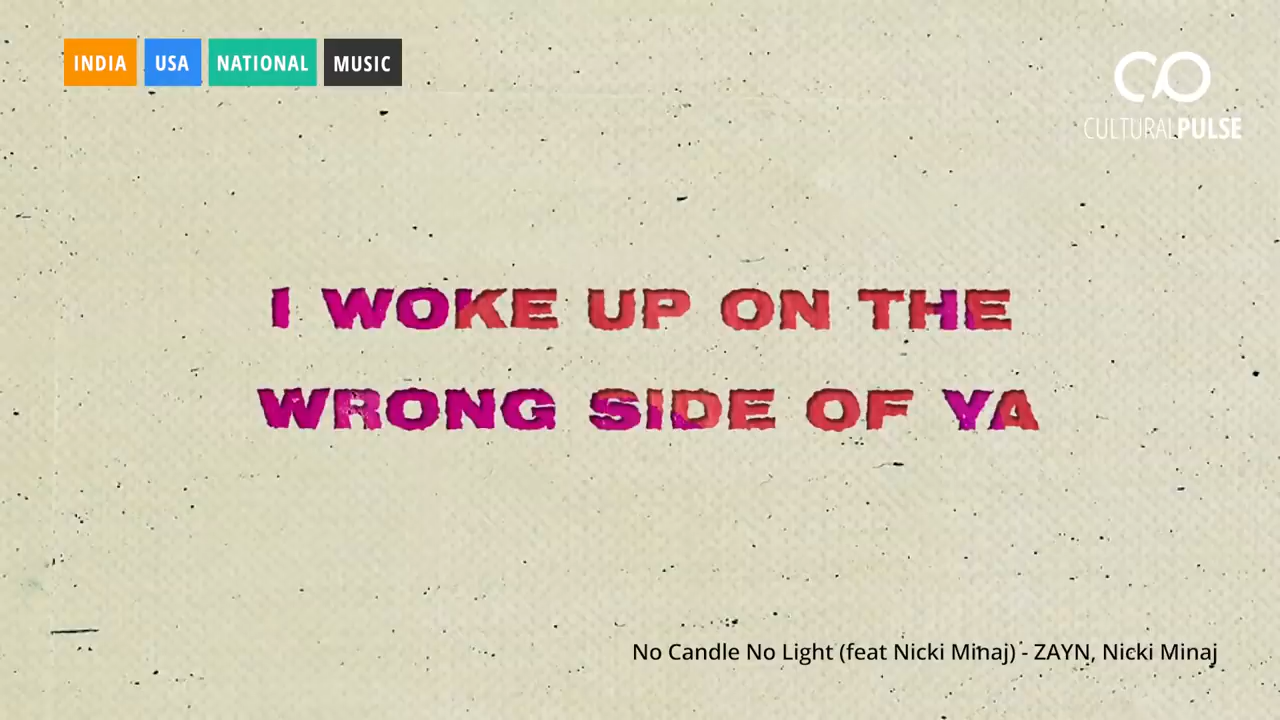 INDIA USA NATIONAL MUSIC
CULTURALPULSE
I WOKE UP ON THE
WRONG SIDE OF YA
No Candle No Light (feat Nicki Minaj) - ZAYN, Nicki Minaj